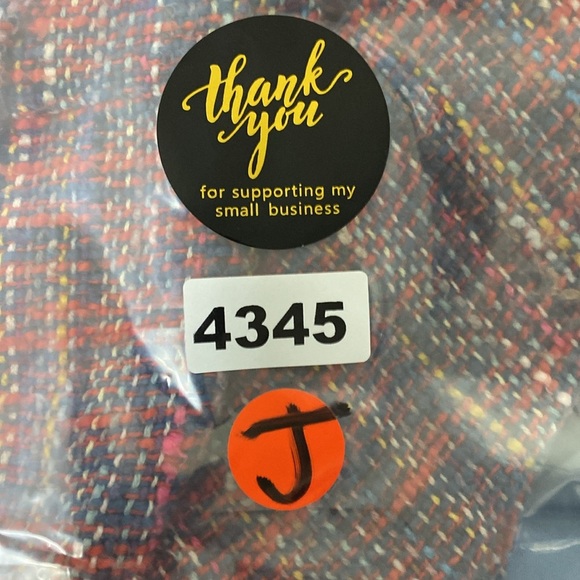 thank
you
for supporting my
small business
4345
J